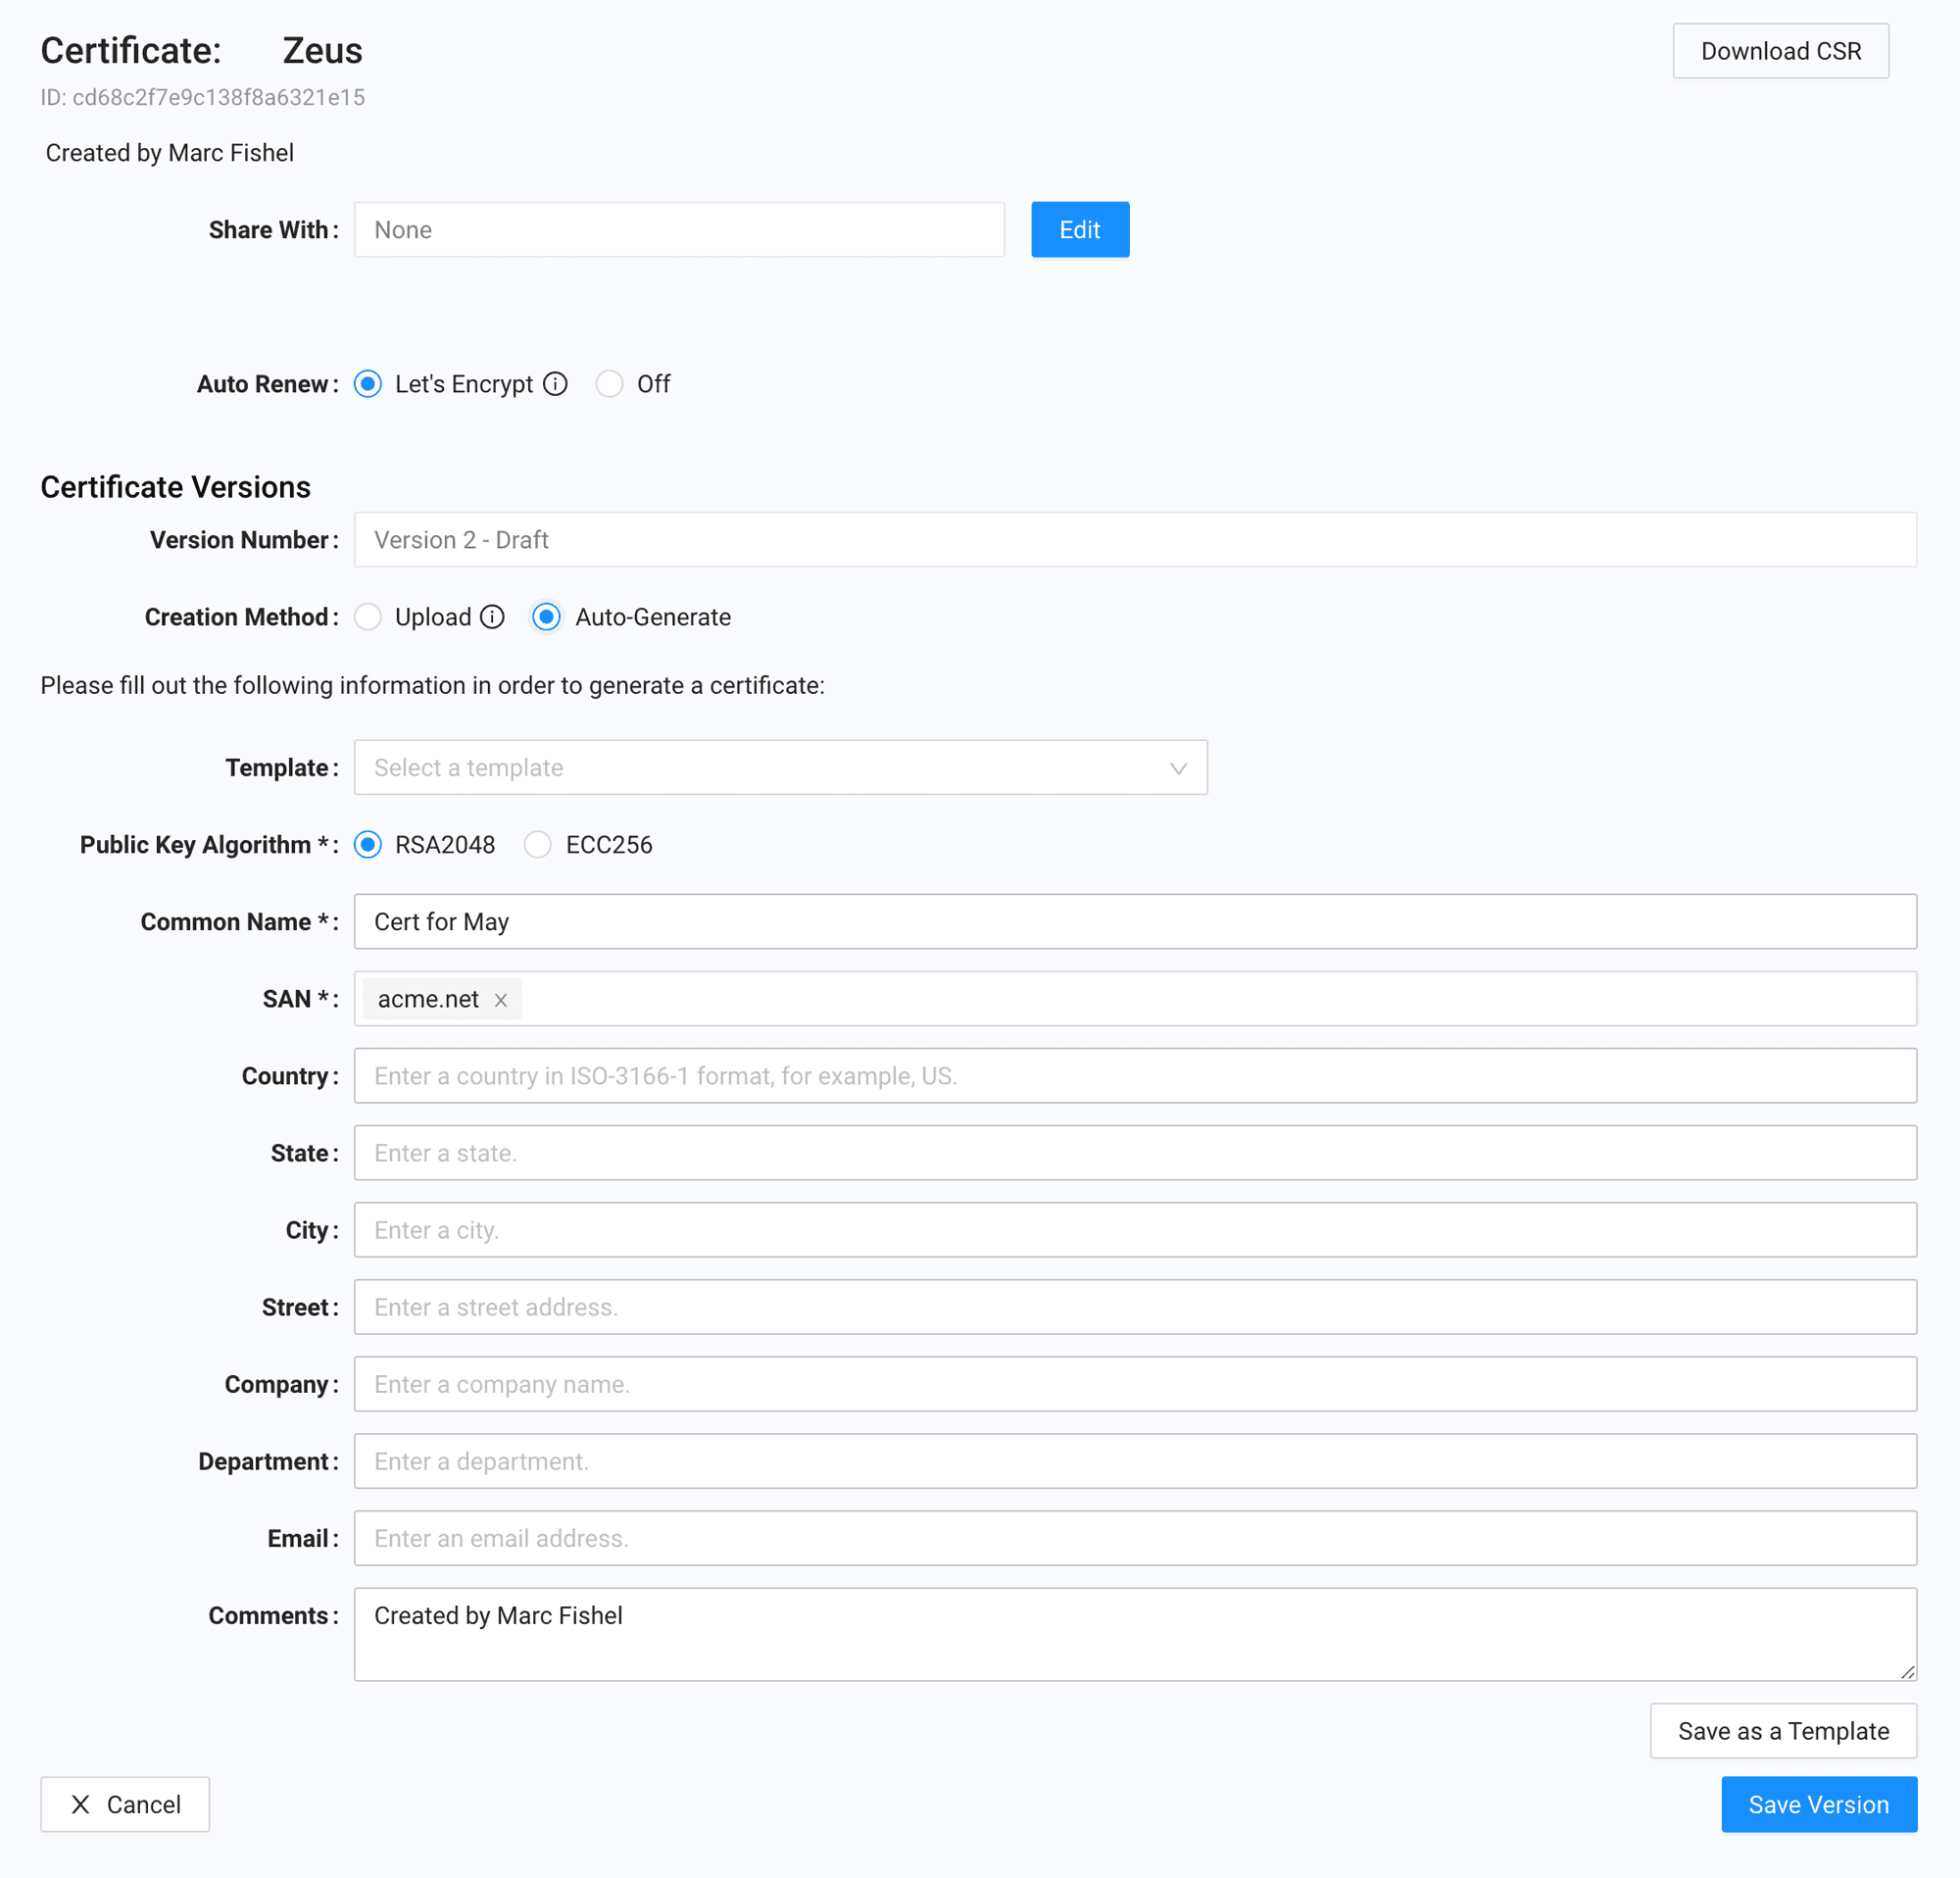 Certificate: Zeus
Download CSR
ID: cd68c2f7e9c138f8a6321e15
Created by Marc Fishel
Share With: None Edit
Auto Renew: Let's Encrypt Off
Certificate Versions
Version Number: Version 2 - Draft
Creation Method: Upload Auto-Generate
Please fill out the following information in order to generate a certificate:
Template: Select a template
Public Key Algorithm *: RSA2048 ECC256
Common Name *: Cert for May
SAN *: acme.net
Country: Enter a country in ISO-3166-1 format, for example, US.
State: Enter a state.
City: Enter a city.
Street: Enter a street address.
Company: Enter a company name.
Department: Enter a department.
Email: Enter an email address.
Comments: Created by Marc Fishel
Save as a Template
Cancel
Save Version